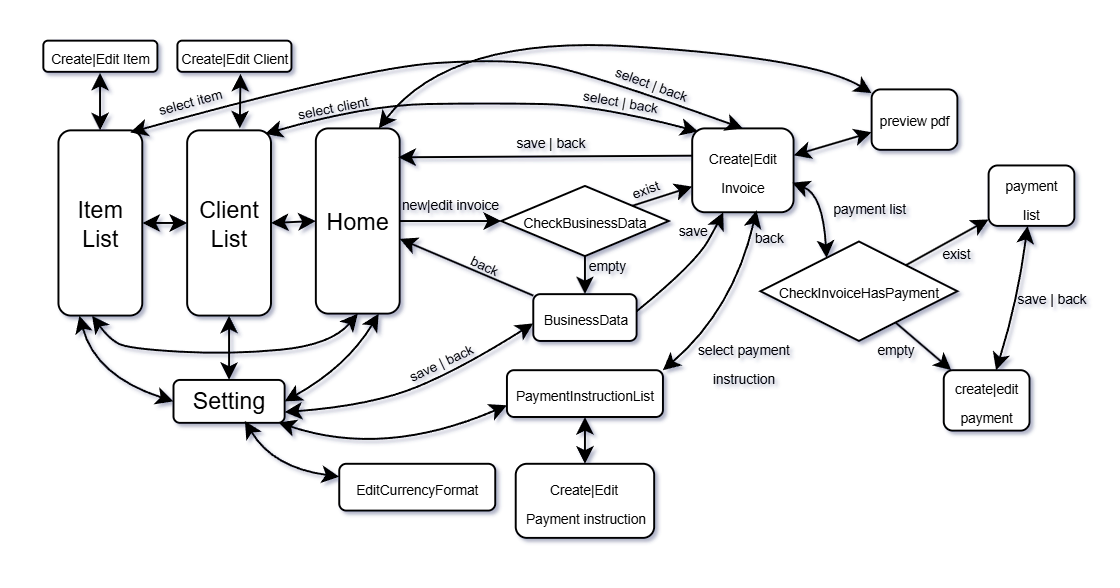 Create|Edit Item
Create|Edit Client
select item
select client
select | back
select | back
preview pdf
Item
List
Client
List
Home
save | back
Create|Edit
Invoice
new|edit invoice
CheckBusinessData
exist
empty
save
back
back
BusinessData
payment list
CheckInvoiceHasPayment
exist
empty
payment
list
save | back
create|edit
payment
select payment
instruction
save | back
Setting
PaymentInstructionList
EditCurrencyFormat
Create|Edit
Payment instruction